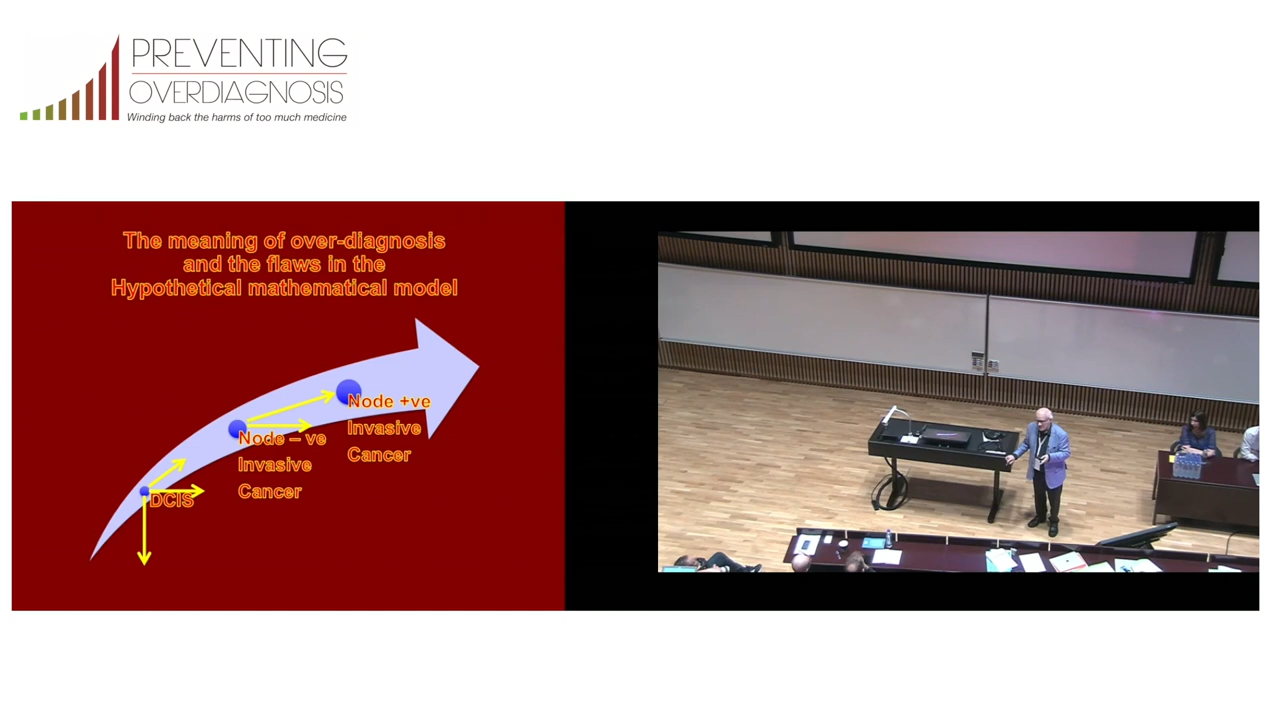 PREVENTING
OVERDIAGNOSIS
Winding back the harms of too much medicine
The meaning of over-diagnosis
and the flaws in the
Hypothetical mathematical model
Node +ve
Invasive
Cancer
Node – ve
Invasive
Cancer
DCIS